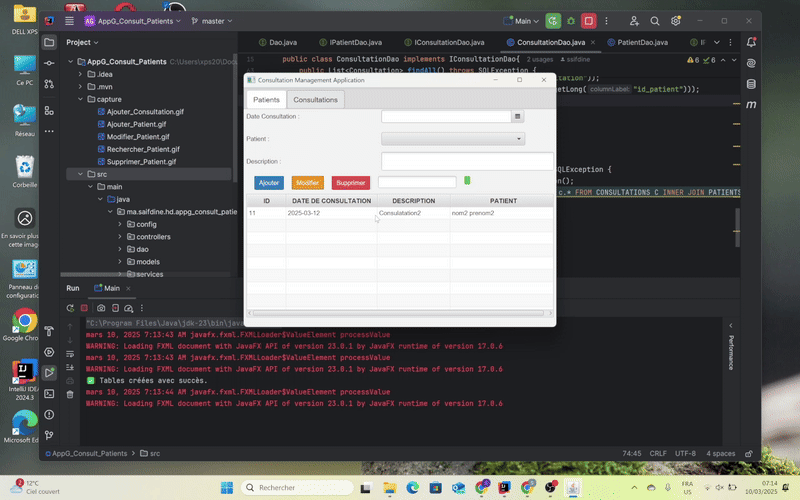 DELL XPS
Ce PC
Réseau
Corbeille
En savoir plus s
cette image
Panneau de
configuration
Google Chro...
IntelliJ IDEA
2024.3
Microsoft Ed
AG AppG_Consult_Patients
master
Main
Project
Dao.java
IPatientDao.java
IConsultationDao.java
ConsultationDao.java
PatientDao.java
AppG_Consult_Patients
.idea
.mvn
capture
Ajouter_Consultation.gif
Ajouter_Patient.gif
Modifier_Patient.gif
Rechercher_Patient.gif
Supprimer_Patient.gif
src
main
java
ma.saifdine.hd.appg_consult_patie
config
controllers
dao
models
services
15 public class ConsultationDao implements IConsultationDao{ 2 usages saifdine
public List<Consultation> findAll() throws SQLException {
6 6
tation");
etLong( columnLabel: "id_patient")));
SQLException {
n();
c.* FROM CONSULTATIONS C INNER JOIN PATIENTS
Consultation Management Application
Patients Consultations
Date Consultation :
Patient :
Description :
Ajouter Modifier Supprimer
ID DATE DE CONSULTATION DESCRIPTION PATIENT
11 2025-03-12 Consulatation2 nom2 prenom2
Run Main
"C:\Program Files\Java\jdk-23\bin\java
mars 10, 2025 7:13:43 AM javafx.fxml.FXMLLoader$ValueElement processValue
WARNING: Loading FXML document with JavaFX API of version 23.0.1 by JavaFX runtime of version 17.0.6
mars 10, 2025 7:13:43 AM javafx.fxml.FXMLLoader$ValueElement processValue
WARNING: Loading FXML document with JavaFX API of version 23.0.1 by JavaFX runtime of version 17.0.6
Tables créées avec succès.
mars 10, 2025 7:13:44 AM javafx.fxml.FXMLLoader$ValueElement processValue
WARNING: Loading FXML document with JavaFX API of version 23.0.1 by JavaFX runtime of version 17.0.6
Performance
AppG_Consult_Patients > src
74:45 CRLF UTF-8 4 spaces
2
12°C
Ciel couvert
Rechercher
FRA
US
07:14
10/03/2025